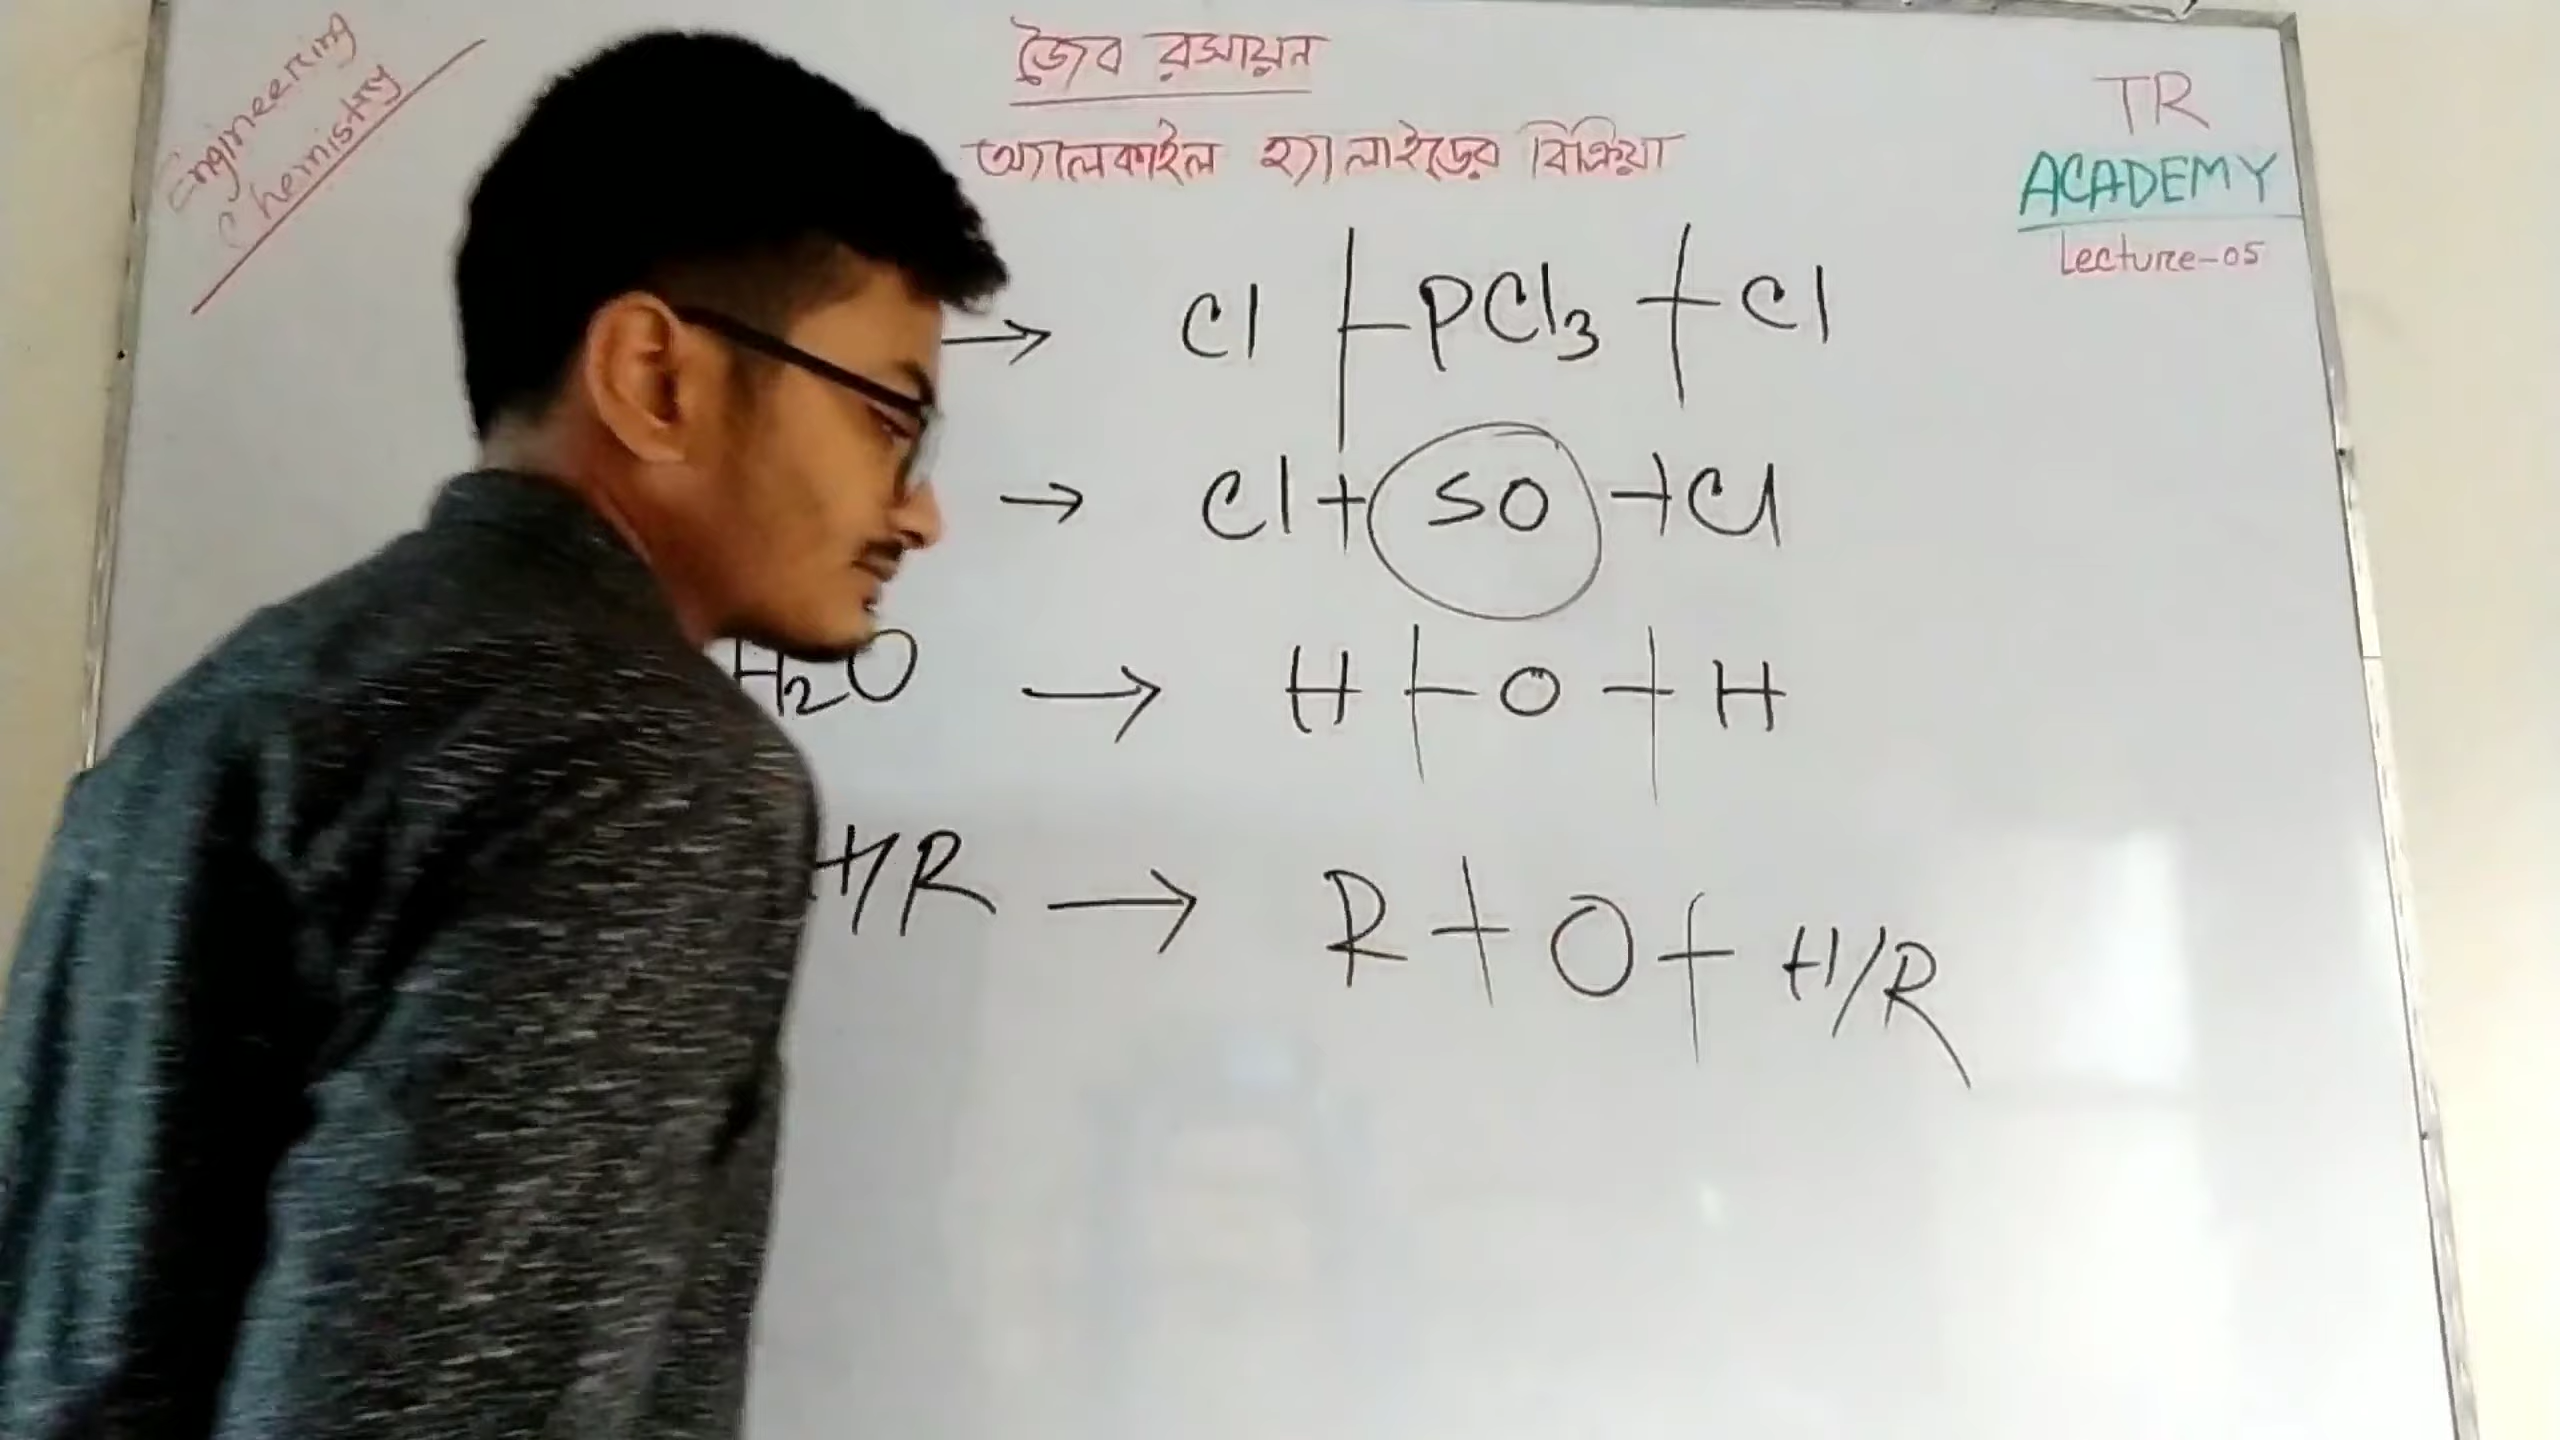 Engineering
Chemistry
জৈব রসায়ন
অ্যালকাইল হ্যালাইডের বিক্রিয়া
TR
ACADEMY
Lecture-05
→ Cl + PCl₃ + Cl
→ Cl + SO + Cl
H₂O → H + O + H
H/R → R + O + H/R